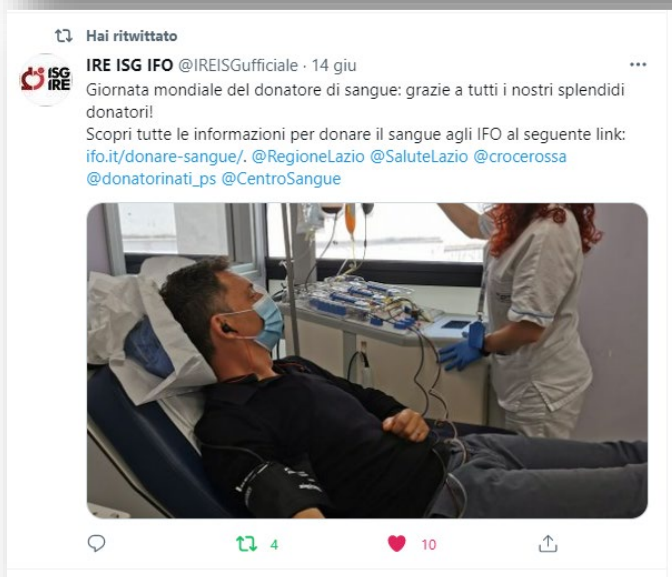 Hai ritwittato
ISG
IRE
IRE ISG IFO @IREISGufficiale · 14 giu
Giornata mondiale del donatore di sangue: grazie a tutti i nostri splendidi
donatori!
Scopri tutte le informazioni per donare il sangue agli IFO al seguente link:
ifo.it/donare-sangue/. @RegioneLazio @SaluteLazio @crocerossa
@donatorinati_ps @CentroSangue
4
10